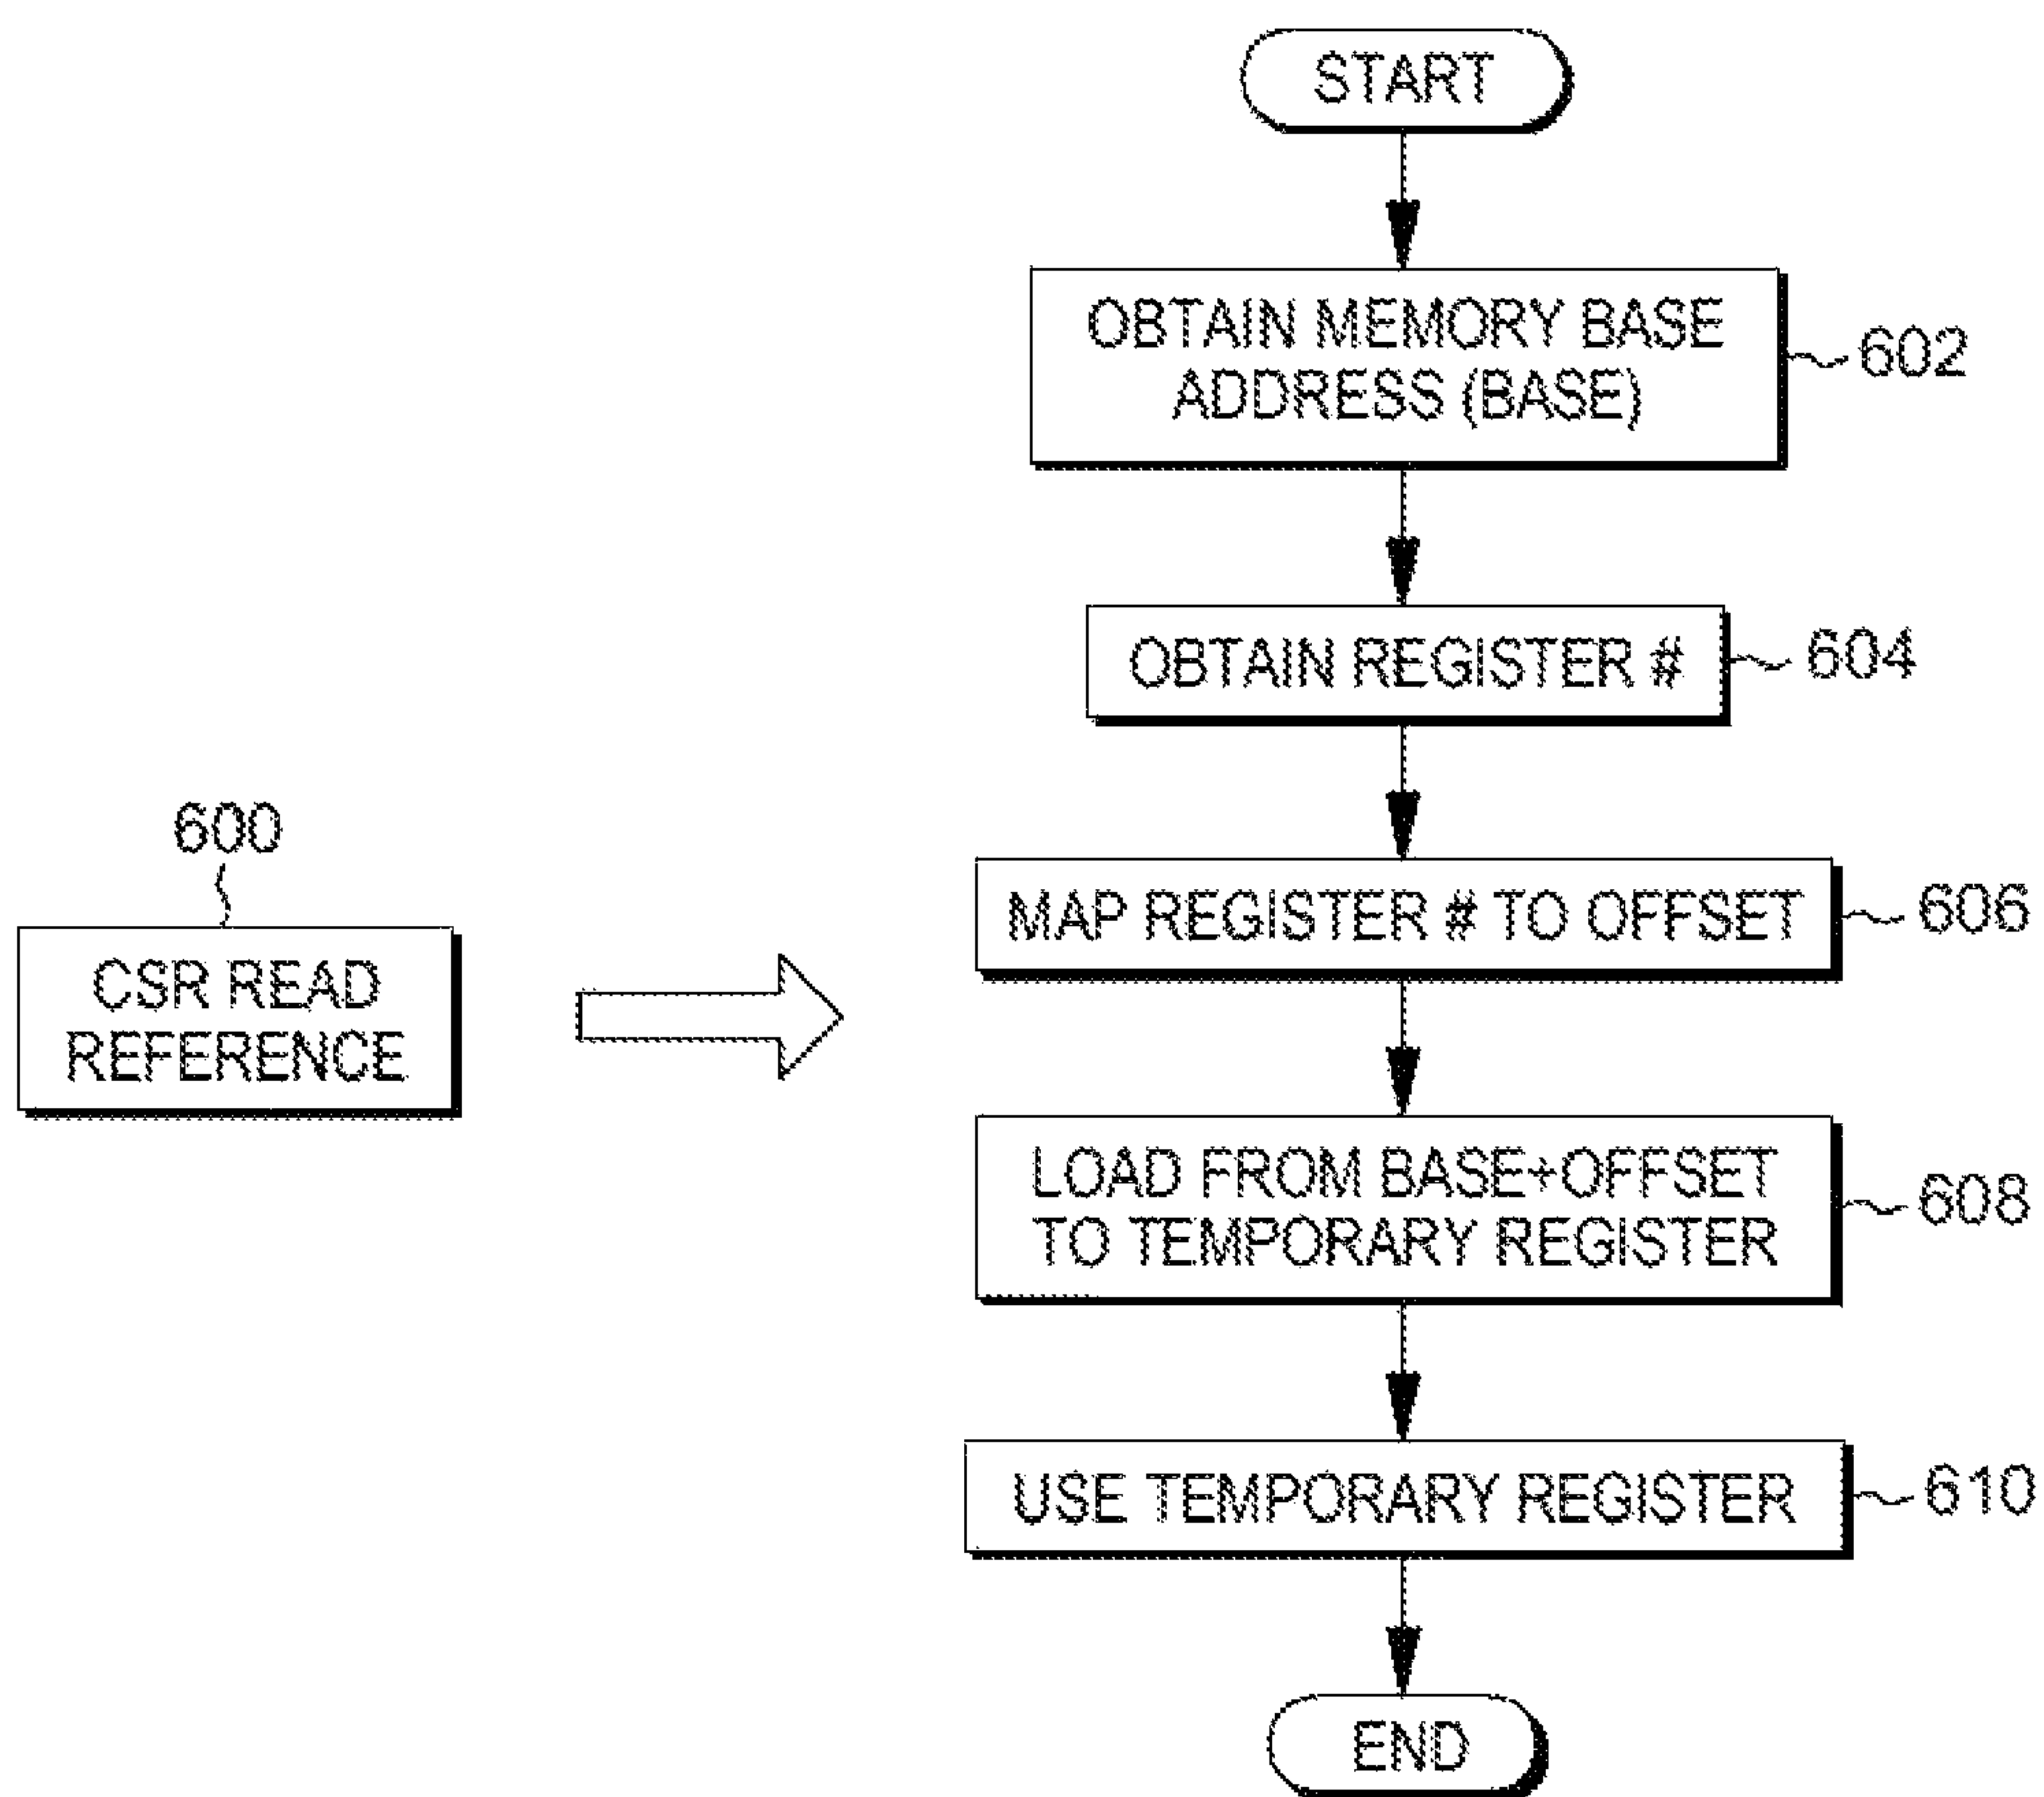 START
OBTAIN MEMORY BASE
ADDRESS (BASE)
602
OBTAIN REGISTER #
604
600
CSR READ
REFERENCE
MAP REGISTER # TO OFFSET
606
LOAD FROM BASE+OFFSET
TO TEMPORARY REGISTER
608
USE TEMPORARY REGISTER
610
END